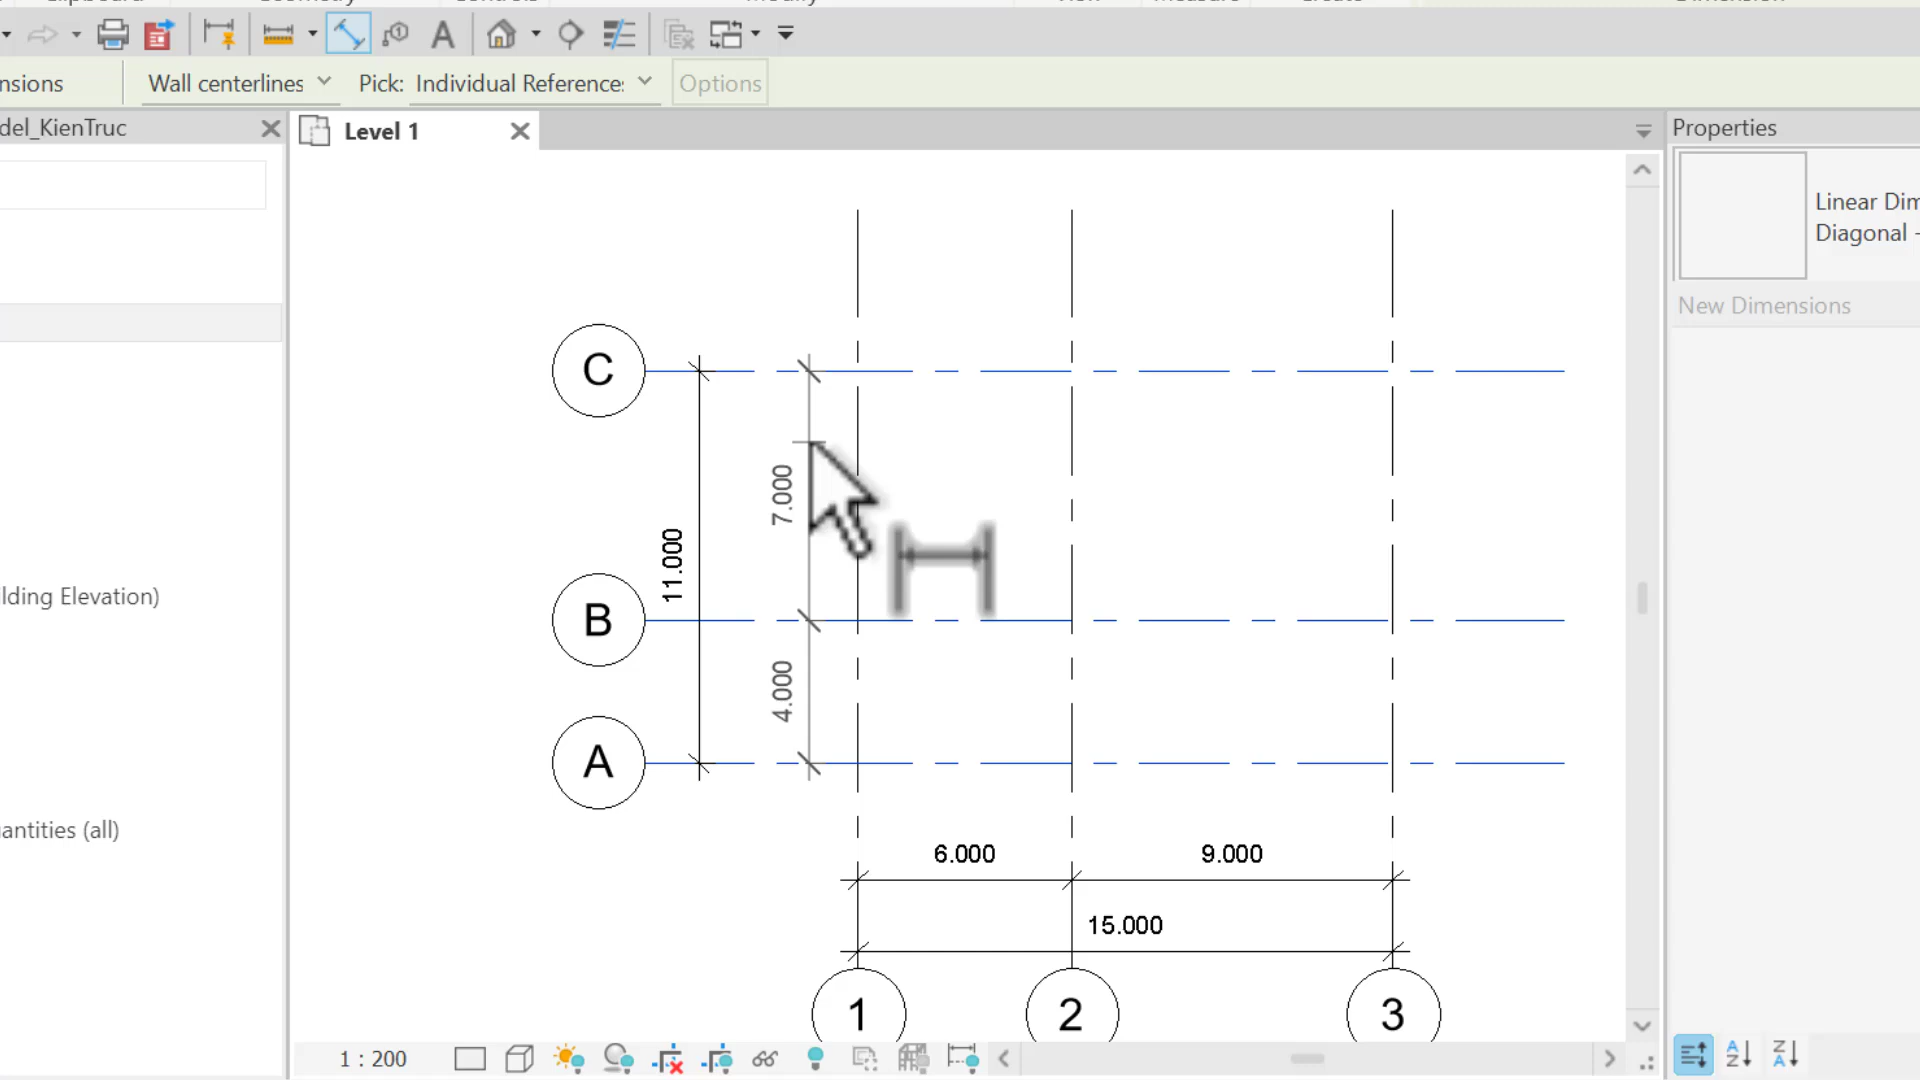 nsions
Wall centerlines
Pick: Individual Reference:
Options
del_KienTruc
Level 1
Properties
Linear Dim
Diagonal -
New Dimensions
C
7.000
11.000
B
lding Elevation)
4.000
A
antities (all)
6.000
9.000
15.000
1
2
3
1 : 200